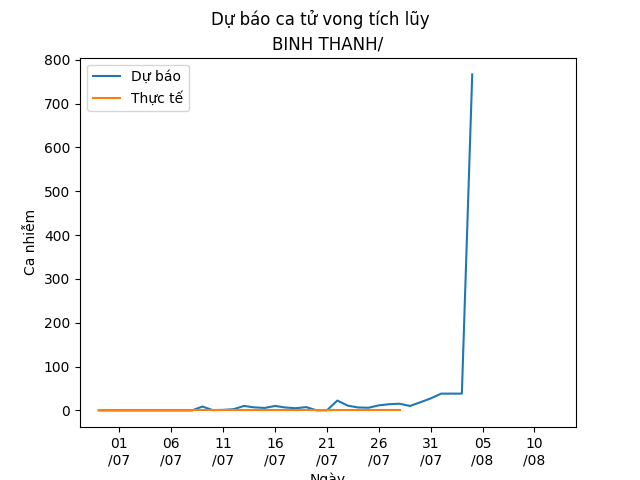 Dự báo ca tử vong tích lũy
BINH THANH/
Dự báo
Thực tế
Ca nhiễm
800
700
600
500
400
300
200
100
0
01 06 11 16 21 26 31 05 10
/07 /07 /07 /07 /07 /07 /07 /08 /08
Ngày